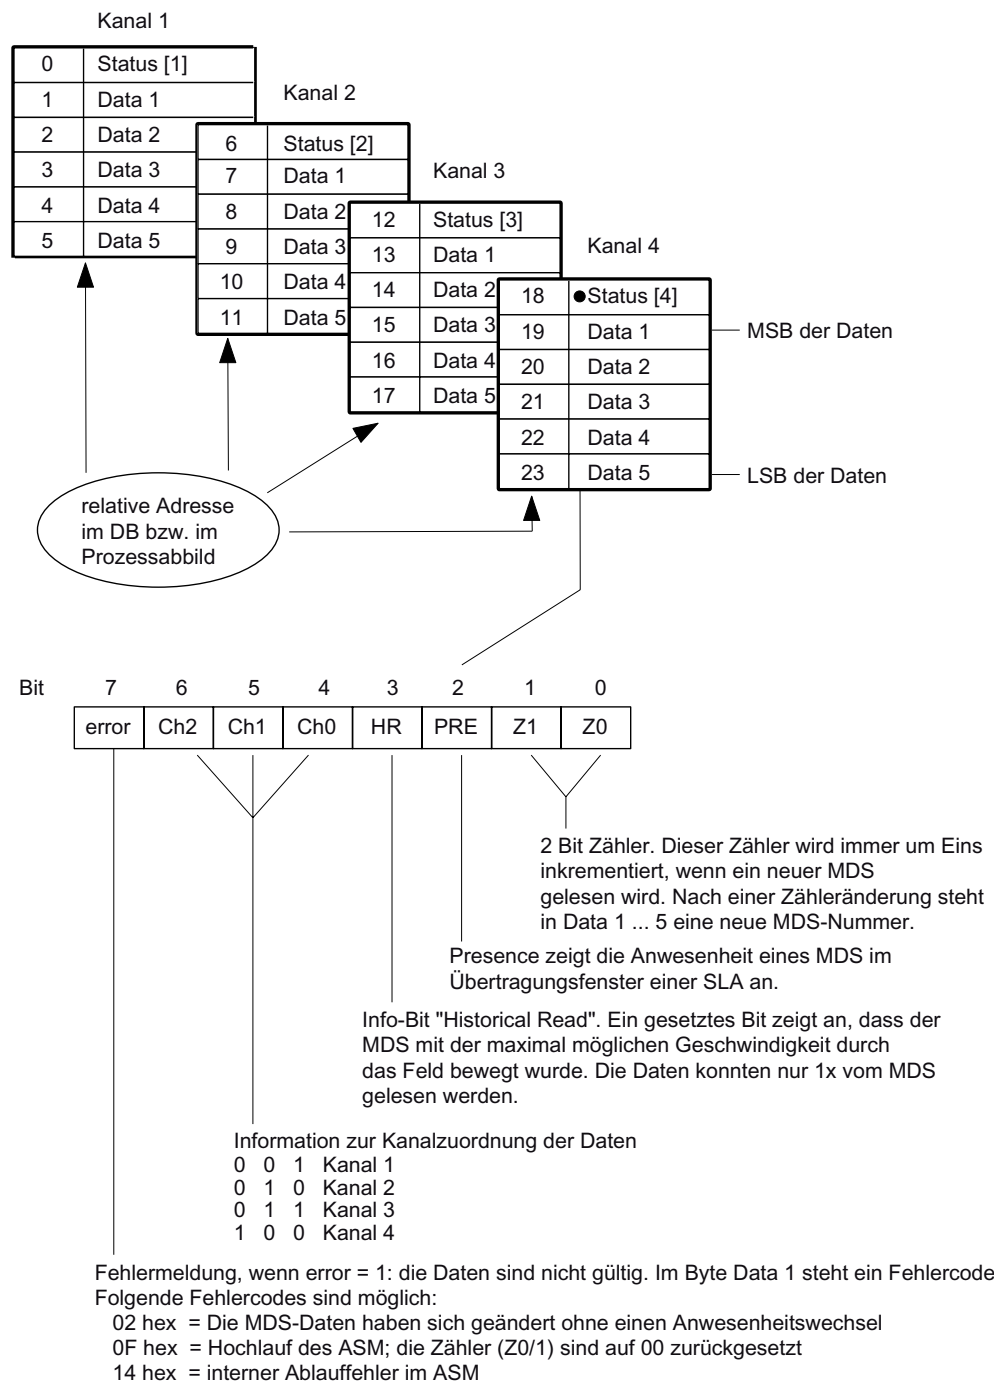 Kanal 1
0 Status [1]
1 Data 1
2 Data 2
3 Data 3
4 Data 4
5 Data 5
Kanal 2
6 Status [2]
7 Data 1
8 Data 2
9 Data 3
10 Data 4
11 Data 5
Kanal 3
12 Status [3]
13 Data 1
14 Data 2
15 Data 3
16 Data 4
17 Data 5
Kanal 4
18 Status [4]
19 Data 1
20 Data 2
21 Data 3
22 Data 4
23 Data 5
MSB der Daten
LSB der Daten
relative Adresse
im DB bzw. im
Prozessabbild
Bit 7 6 5 4 3 2 1 0
error Ch2 Ch1 Ch0 HR PRE Z1 Z0
2 Bit Zähler. Dieser Zähler wird immer um Eins
inkrementiert, wenn ein neuer MDS
gelesen wird. Nach einer Zähleränderung steht
in Data 1 ... 5 eine neue MDS-Nummer.
Presence zeigt die Anwesenheit eines MDS im
Übertragungsfenster einer SLA an.
Info-Bit "Historical Read". Ein gesetztes Bit zeigt an, dass der
MDS mit der maximal möglichen Geschwindigkeit durch
das Feld bewegt wurde. Die Daten konnten nur 1x vom MDS
gelesen werden.
Information zur Kanalzuordnung der Daten
0 0 1 Kanal 1
0 1 0 Kanal 2
0 1 1 Kanal 3
1 0 0 Kanal 4
Fehlermeldung, wenn error = 1: die Daten sind nicht gültig. Im Byte Data 1 steht ein Fehlercode
Folgende Fehlercodes sind möglich:
02 hex = Die MDS-Daten haben sich geändert ohne einen Anwesenheitswechsel
0F hex = Hochlauf des ASM; die Zähler (Z0/1) sind auf 00 zurückgesetzt
14 hex = interner Ablauffehler im ASM